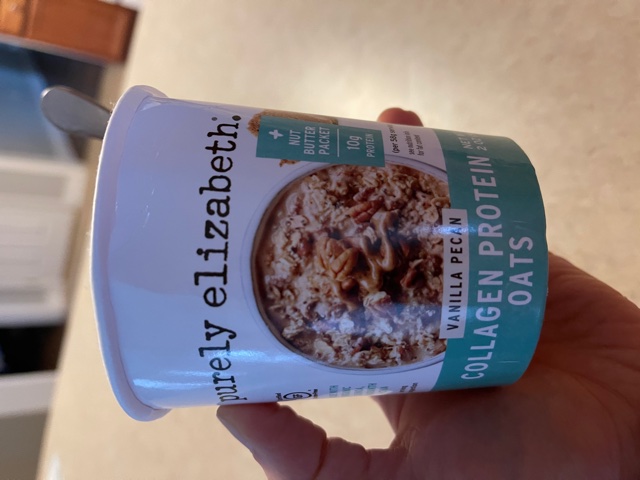 purely elizabeth.
+
NUT
BUTTER
PACKET
10g
PROTEIN
VANILLA PECAN
COLLAGEN PROTEIN
OATS